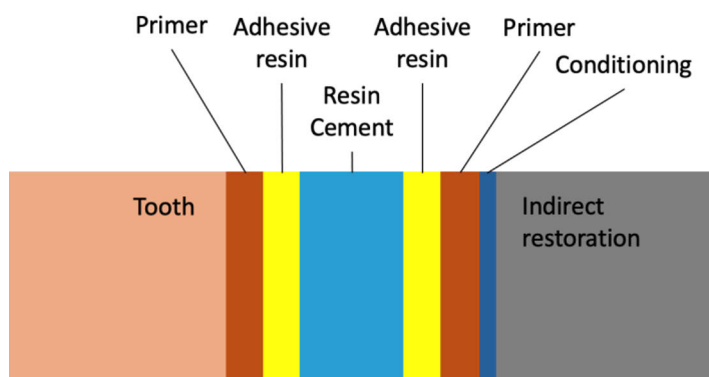 Primer
Adhesive
resin
Resin
Cement
Adhesive
resin
Primer
Conditioning
Tooth
Indirect
restoration